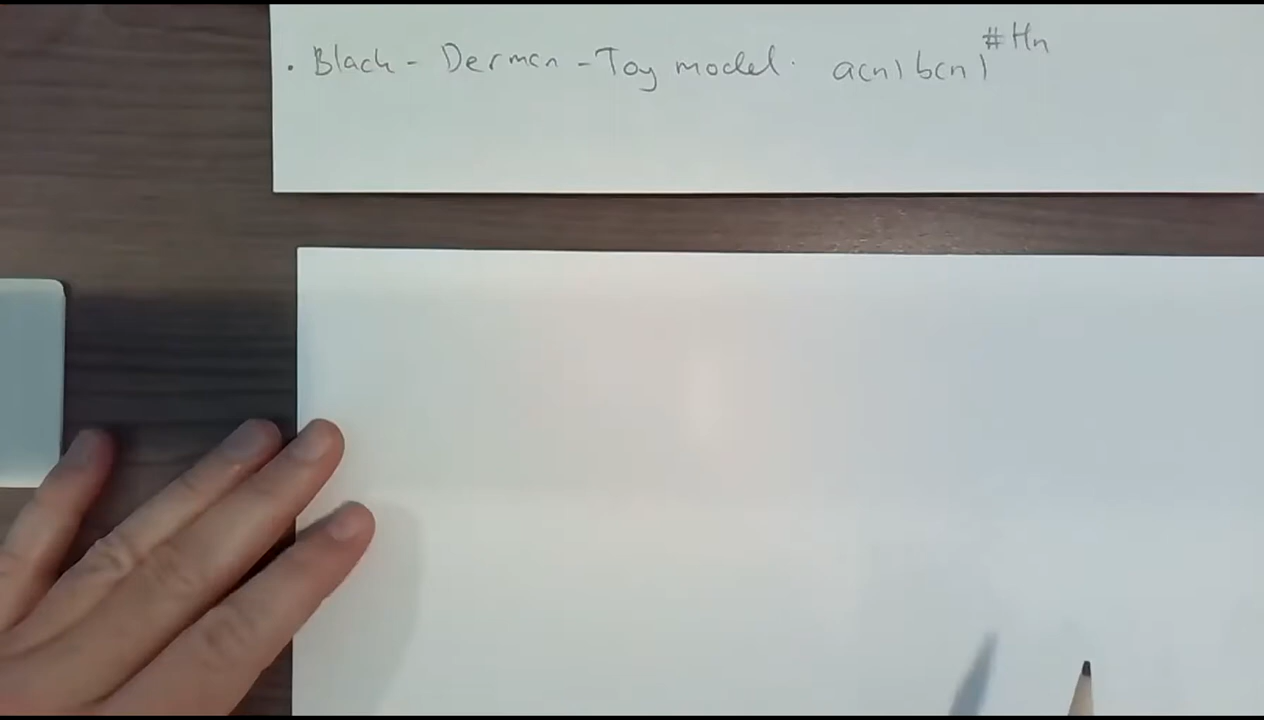 . Black - Derman - Toy model. a(n) b(n)^#Hn